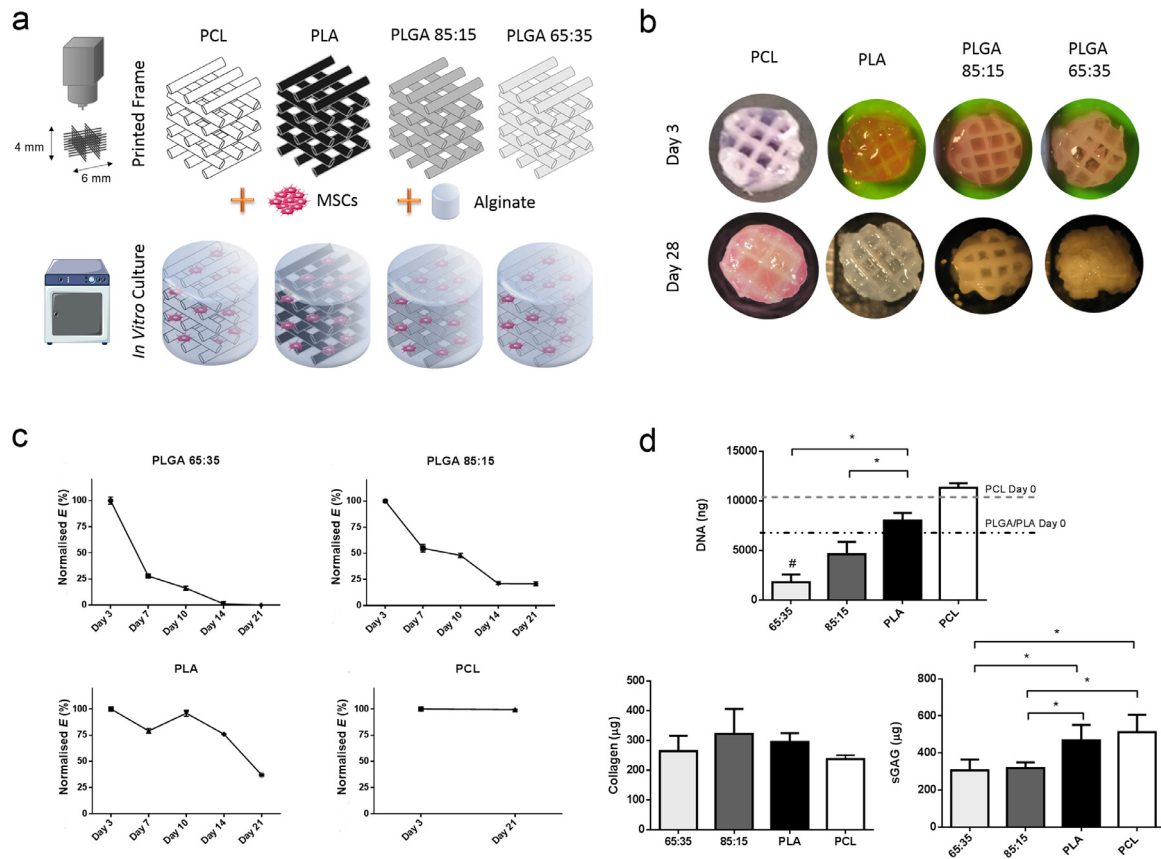 a
PCL
PLA
PLGA 85:15
PLGA 65:35
Printed Frame
4 mm
6 mm
MSCs
Alginate
In Vitro Culture
b
PCL
PLA
PLGA
85:15
PLGA
65:35
Day 3
Day 28
c
PLGA 65:35
Normalised E (%)
100
75
50
25
0
Day 3
Day 7
Day 10
Day 14
Day 21
PLGA 85:15
Normalised E (%)
100
75
50
25
0
Day 3
Day 7
Day 10
Day 14
Day 21
PLA
Normalised E (%)
100
75
50
25
0
Day 3
Day 7
Day 10
Day 14
Day 21
PCL
Normalised E (%)
100
75
50
25
0
Day 3
Day 21
d
DNA (ng)
15000
10000
5000
0
*
*
#
PCL Day 0
PLGA/PLA Day 0
65:35
85:15
PLA
PCL
Collagen (µg)
500
400
300
200
100
0
65:35
85:15
PLA
PCL
sGAG (µg)
800
600
400
200
0
*
*
*
*
65:35
85:15
PLA
PCL